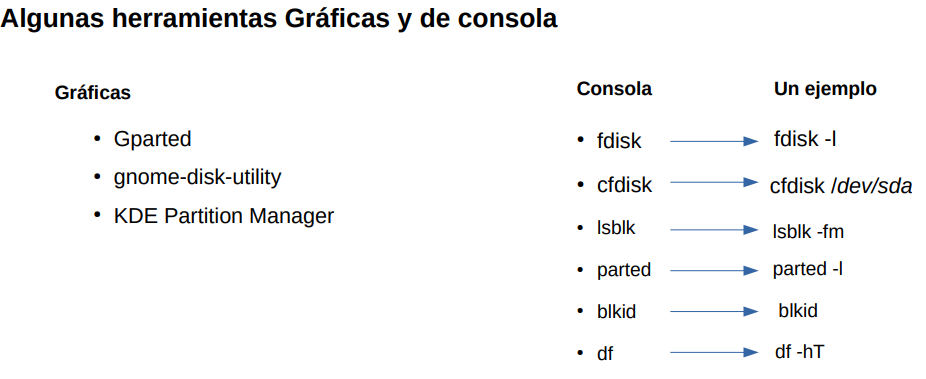 Algunas herramientas Gráficas y de consola
Gráficas
• Gparted
• gnome-disk-utility
• KDE Partition Manager
Consola Un ejemplo
• fdisk fdisk -l
• cfdisk cfdisk /dev/sda
• lsblk lsblk -fm
• parted parted -l
• blkid blkid
• df df -hT